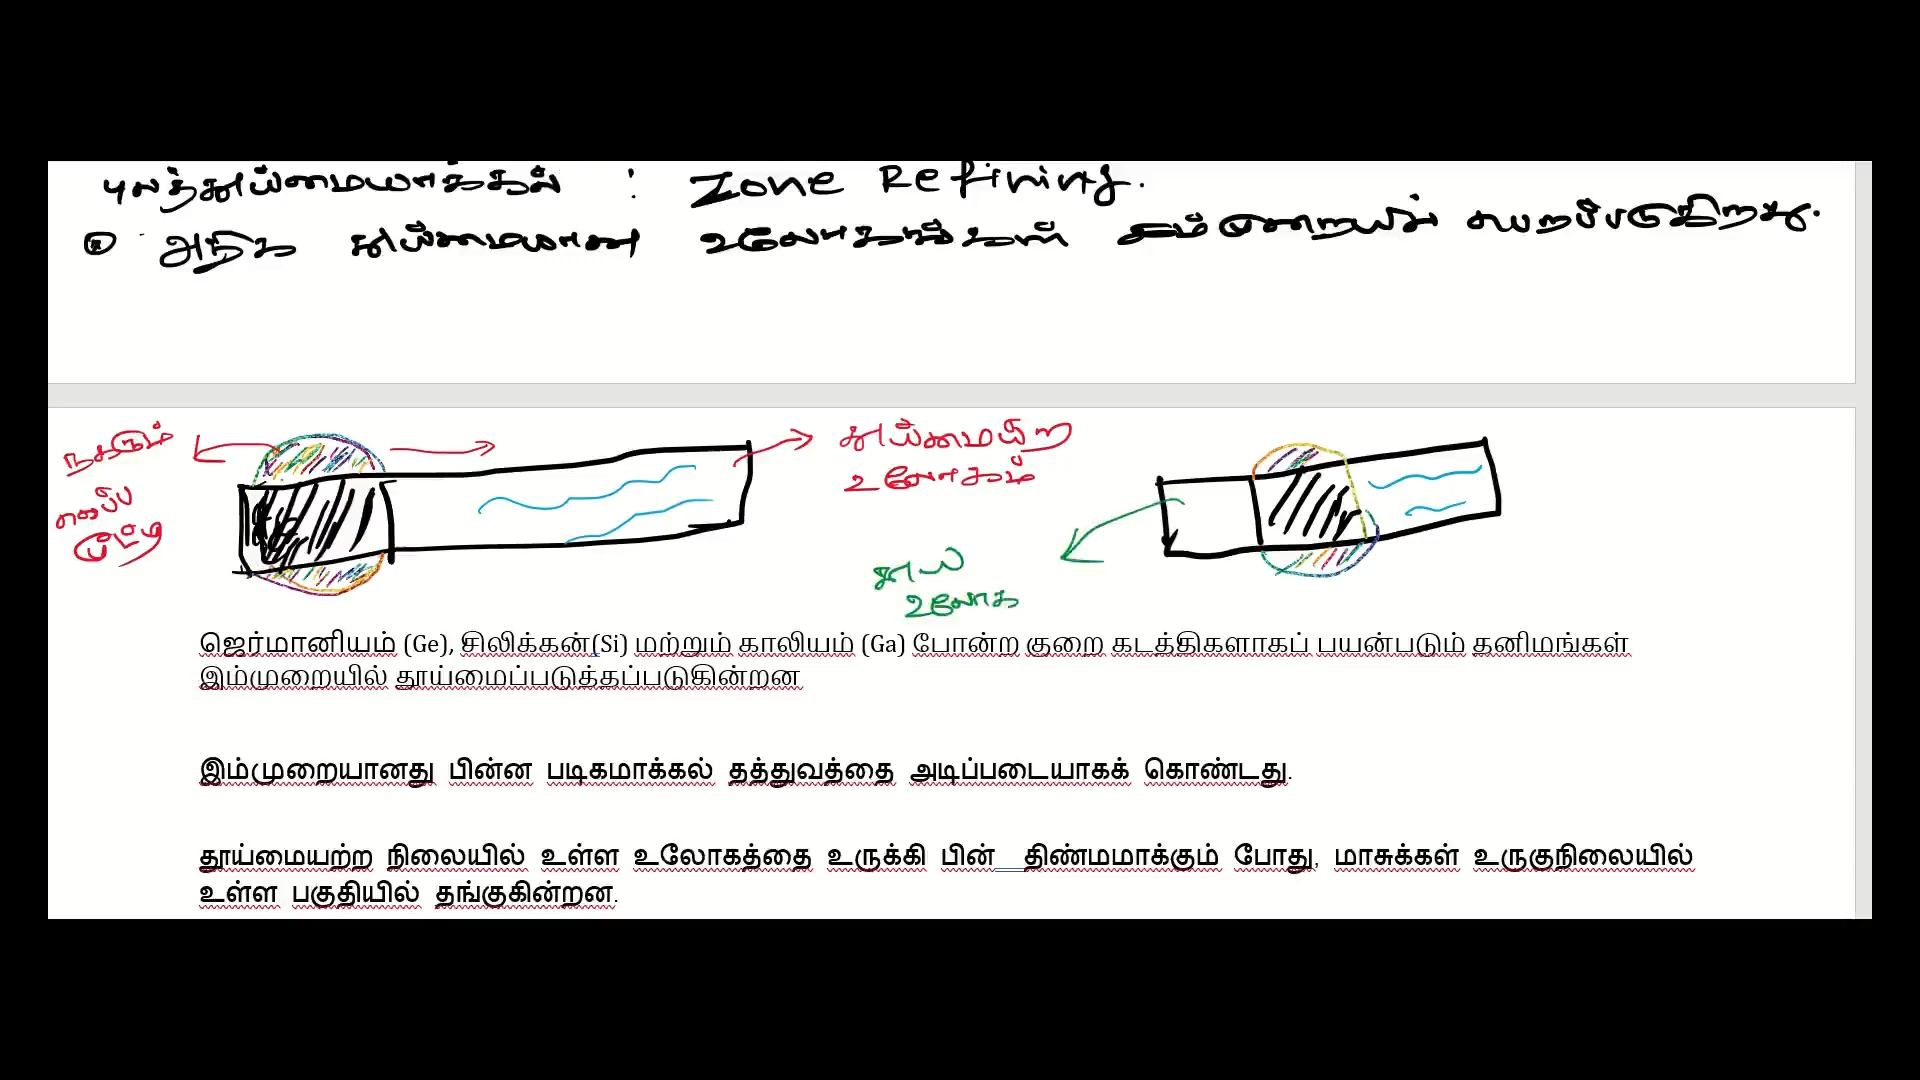 புலத்தூய்மையாக்கல் : Zone Refining.
அதிக தூய்மையான உலோகங்கள் இம்முறையில் பெறப்படுகிறது.
நகரும்
வெப்ப
தூய்மையற்ற
உலோகம்
தூய
உலோக
ஜெர்மானியம் (Ge), சிலிக்கன்(Si) மற்றும் காலியம் (Ga) போன்ற குறை கடத்திகளாகப் பயன்படும் தனிமங்கள்
இம்முறையில் தூய்மைப்படுத்தப்படுகின்றன
இம்முறையானது பின்ன படிகமாக்கல் தத்துவத்தை அடிப்படையாகக் கொண்டது.
தூய்மையற்ற நிலையில் உள்ள உலோகத்தை உருக்கி பின் திண்மமாக்கும் போது, மாசுக்கள் உருகுநிலையில்
உள்ள பகுதியில் தங்குகின்றன.